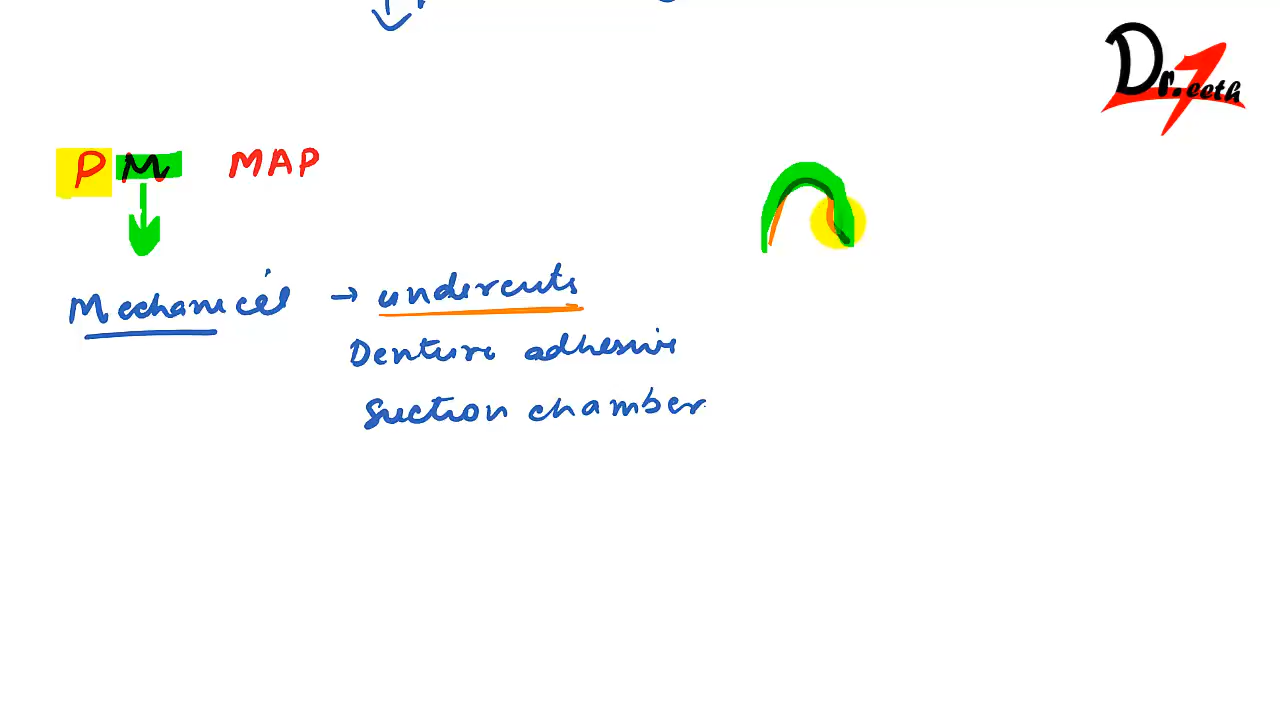 Dr. Teeth
P M MAP
Mechanical → undercuts
Denture adhesive
Suction chamber